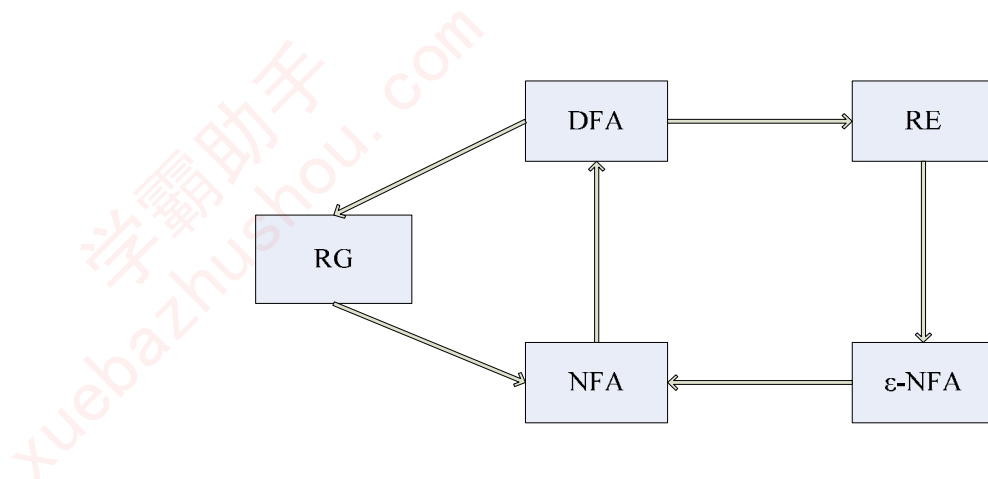 DFA
RE
RG
NFA
ε-NFA
学霸助手
xuebazhushou.com